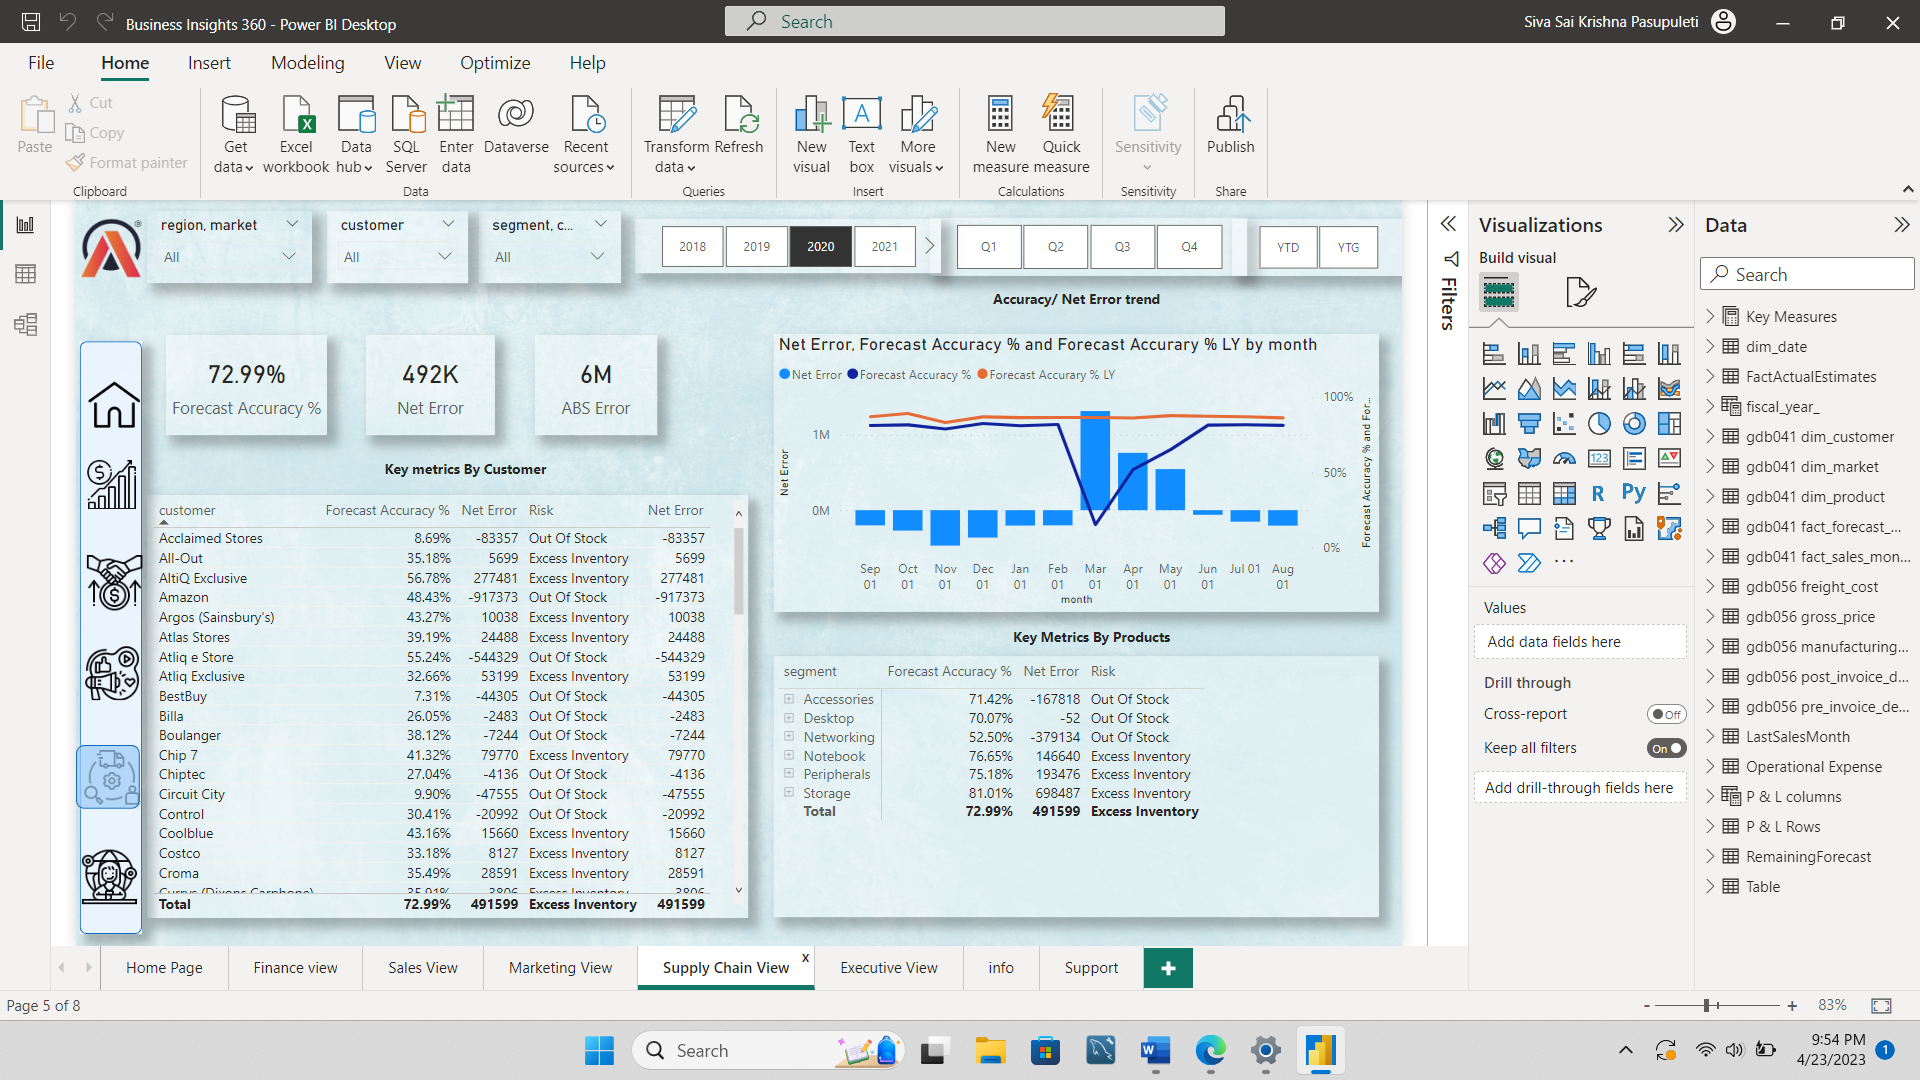 Business Insights 360 - Power BI Desktop
Search
Siva Sai Krishna Pasupuleti
File Home Insert Modeling View Optimize Help
Paste
Cut
Copy
Format painter
Clipboard
Get data
Excel workbook
Data hub
SQL Server
Enter data
Dataverse
Recent sources
Data
Transform data
Refresh
Queries
New visual
Text box
More visuals
Insert
New measure
Quick measure
Calculations
Sensitivity
Sensitivity
Publish
Share
region, market
All
customer
All
segment, c...
All
2018 2019 2020 2021
Q1 Q2 Q3 Q4
YTD YTG
72.99%
Forecast Accuracy %
492K
Net Error
6M
ABS Error
Key metrics By Customer
customer Forecast Accuracy % Net Error Risk Net Error
Acclaimed Stores 8.69% -83357 Out Of Stock -83357
All-Out 35.18% 5699 Excess Inventory 5699
AltiQ Exclusive 56.78% 277481 Excess Inventory 277481
Amazon 48.43% -917373 Out Of Stock -917373
Argos (Sainsbury's) 43.27% 10038 Excess Inventory 10038
Atlas Stores 39.19% 24488 Excess Inventory 24488
Atliq e Store 55.24% -544329 Out Of Stock -544329
Atliq Exclusive 32.66% 53199 Excess Inventory 53199
BestBuy 7.31% -44305 Out Of Stock -44305
Billa 26.05% -2483 Out Of Stock -2483
Boulanger 38.12% -7244 Out Of Stock -7244
Chip 7 41.32% 79770 Excess Inventory 79770
Chiptec 27.04% -4136 Out Of Stock -4136
Circuit City 9.90% -47555 Out Of Stock -47555
Control 30.41% -20992 Out Of Stock -20992
Coolblue 43.16% 15660 Excess Inventory 15660
Costco 33.18% 8127 Excess Inventory 8127
Croma 35.49% 28591 Excess Inventory 28591
Currys (Dixons Carphone) 35.91% 3806 Excess Inventory 3806
Total 72.99% 491599 Excess Inventory 491599
Accuracy/ Net Error trend
Net Error, Forecast Accuracy % and Forecast Accurary % LY by month
Net Error Forecast Accuracy % Forecast Accurary % LY
Net Error
1M
0M
100%
50%
0%
Forecast Accuracy % and For...
Sep 01
Oct 01
Nov 01
Dec 01
Jan 01
Feb 01
Mar 01
Apr 01
May 01
Jun 01
Jul 01
Aug 01
month
Key Metrics By Products
segment Forecast Accuracy % Net Error Risk
Accessories 71.42% -167818 Out Of Stock
Desktop 70.07% -52 Out Of Stock
Networking 52.50% -379134 Out Of Stock
Notebook 76.65% 146640 Excess Inventory
Peripherals 75.18% 193476 Excess Inventory
Storage 81.01% 698487 Excess Inventory
Total 72.99% 491599 Excess Inventory
Filters
Visualizations
Build visual
123
R
Py
Values
Add data fields here
Drill through
Cross-report
Off
Keep all filters
On
Add drill-through fields here
Data
Search
Key Measures
dim_date
FactActualEstimates
fiscal_year_
gdb041 dim_customer
gdb041 dim_market
gdb041 dim_product
gdb041 fact_forecast_...
gdb041 fact_sales_mon...
gdb056 freight_cost
gdb056 gross_price
gdb056 manufacturing...
gdb056 post_invoice_d...
gdb056 pre_invoice_de...
LastSalesMonth
Operational Expense
P & L columns
P & L Rows
RemainingForecast
Table
Home Page Finance view Sales View Marketing View Supply Chain View x Executive View info Support
Page 5 of 8
- + 83%
Search
9:54 PM
4/23/2023
1